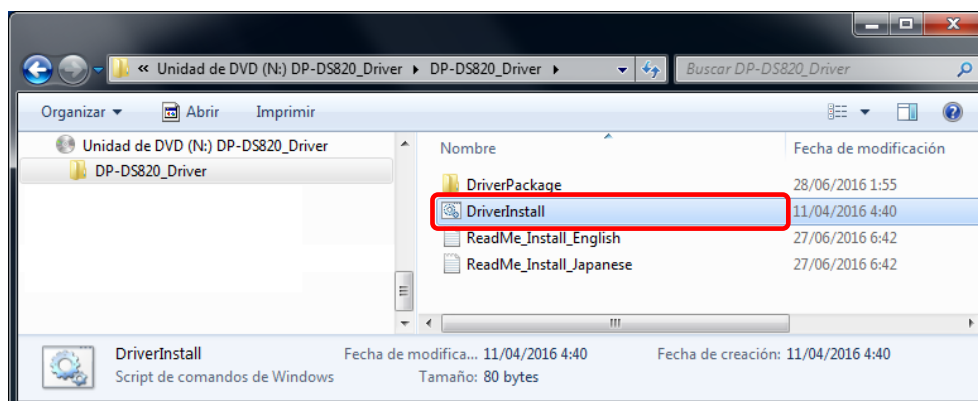 « Unidad de DVD (N:) DP-DS820_Driver ▸ DP-DS820_Driver ▸ Buscar DP-DS820_Driver
Organizar Abrir Imprimir
Unidad de DVD (N:) DP-DS820_Driver
DP-DS820_Driver
Nombre Fecha de modificación
DriverPackage 28/06/2016 1:55
DriverInstall 11/04/2016 4:40
ReadMe_Install_English 27/06/2016 6:42
ReadMe_Install_Japanese 27/06/2016 6:42
DriverInstall Fecha de modifica... 11/04/2016 4:40 Fecha de creación: 11/04/2016 4:40
Script de comandos de Windows Tamaño: 80 bytes